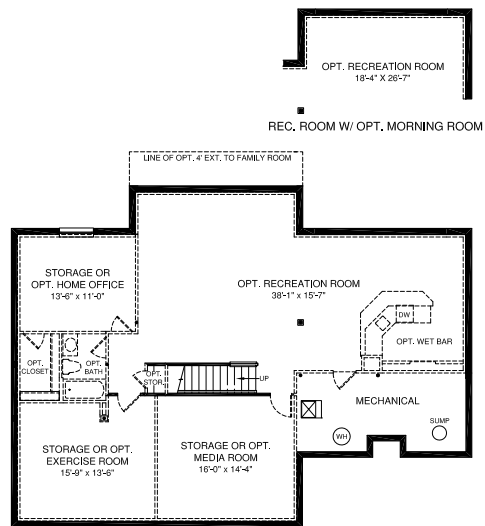 OPT. RECREATION ROOM
18'-4" X 26'-7"
REC. ROOM W/ OPT. MORNING ROOM
LINE OF OPT. 4' EXT. TO FAMILY ROOM
STORAGE OR
OPT. HOME OFFICE
13'-6" x 11'-0"
OPT. RECREATION ROOM
38'-1" x 15'-7"
DW
OPT. WET BAR
OPT.
CLOSET
OPT.
BATH
OPT.
STOR.
UP
MECHANICAL
WH
SUMP
STORAGE OR OPT.
EXERCISE ROOM
15'-9" x 13'-6"
STORAGE OR OPT.
MEDIA ROOM
16'-0" x 14'-4"